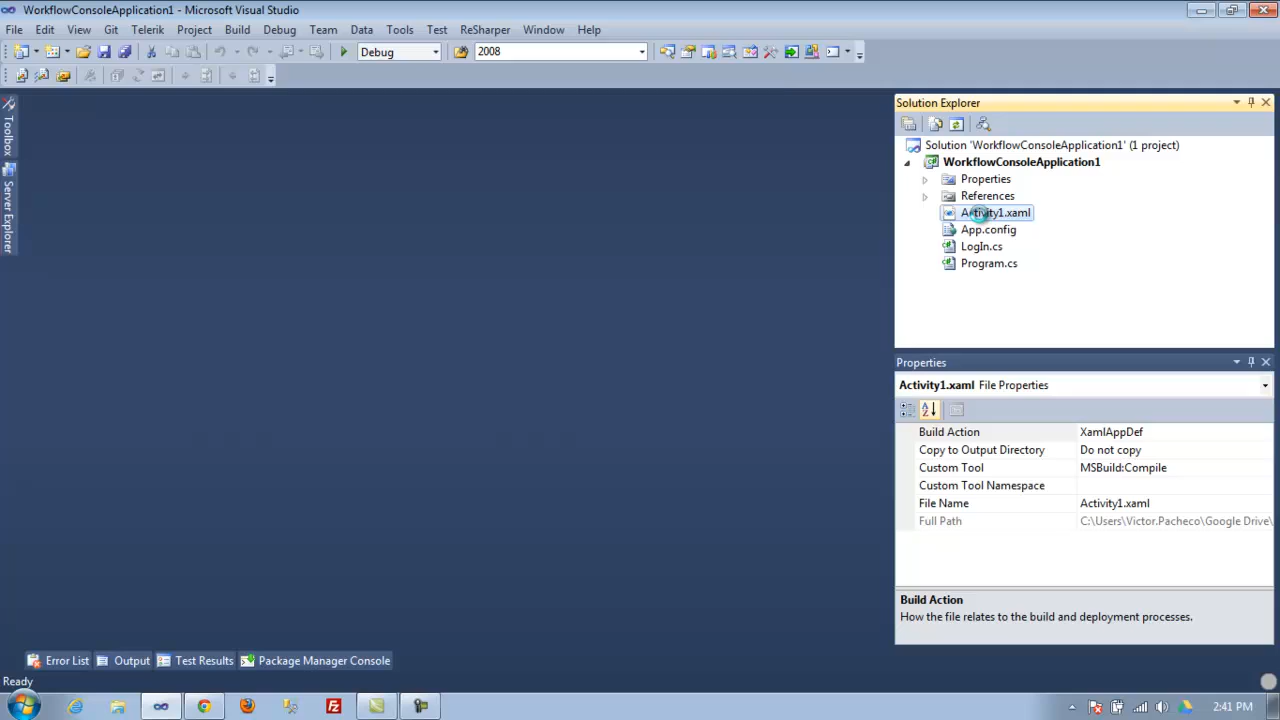 WorkflowConsoleApplication1 - Microsoft Visual Studio
File Edit View Git Telerik Project Build Debug Team Data Tools Test ReSharper Window Help
Debug 2008
Toolbox
Server Explorer
Solution Explorer
Solution 'WorkflowConsoleApplication1' (1 project)
WorkflowConsoleApplication1
Properties
References
Activity1.xaml
App.config
LogIn.cs
Program.cs
Properties
Activity1.xaml File Properties
Build Action XamlAppDef
Copy to Output Directory Do not copy
Custom Tool MSBuild:Compile
Custom Tool Namespace
File Name Activity1.xaml
Full Path C:\Users\Victor.Pacheco\Google Drive\
Build Action
How the file relates to the build and deployment processes.
Error List Output Test Results Package Manager Console
Ready
2:41 PM